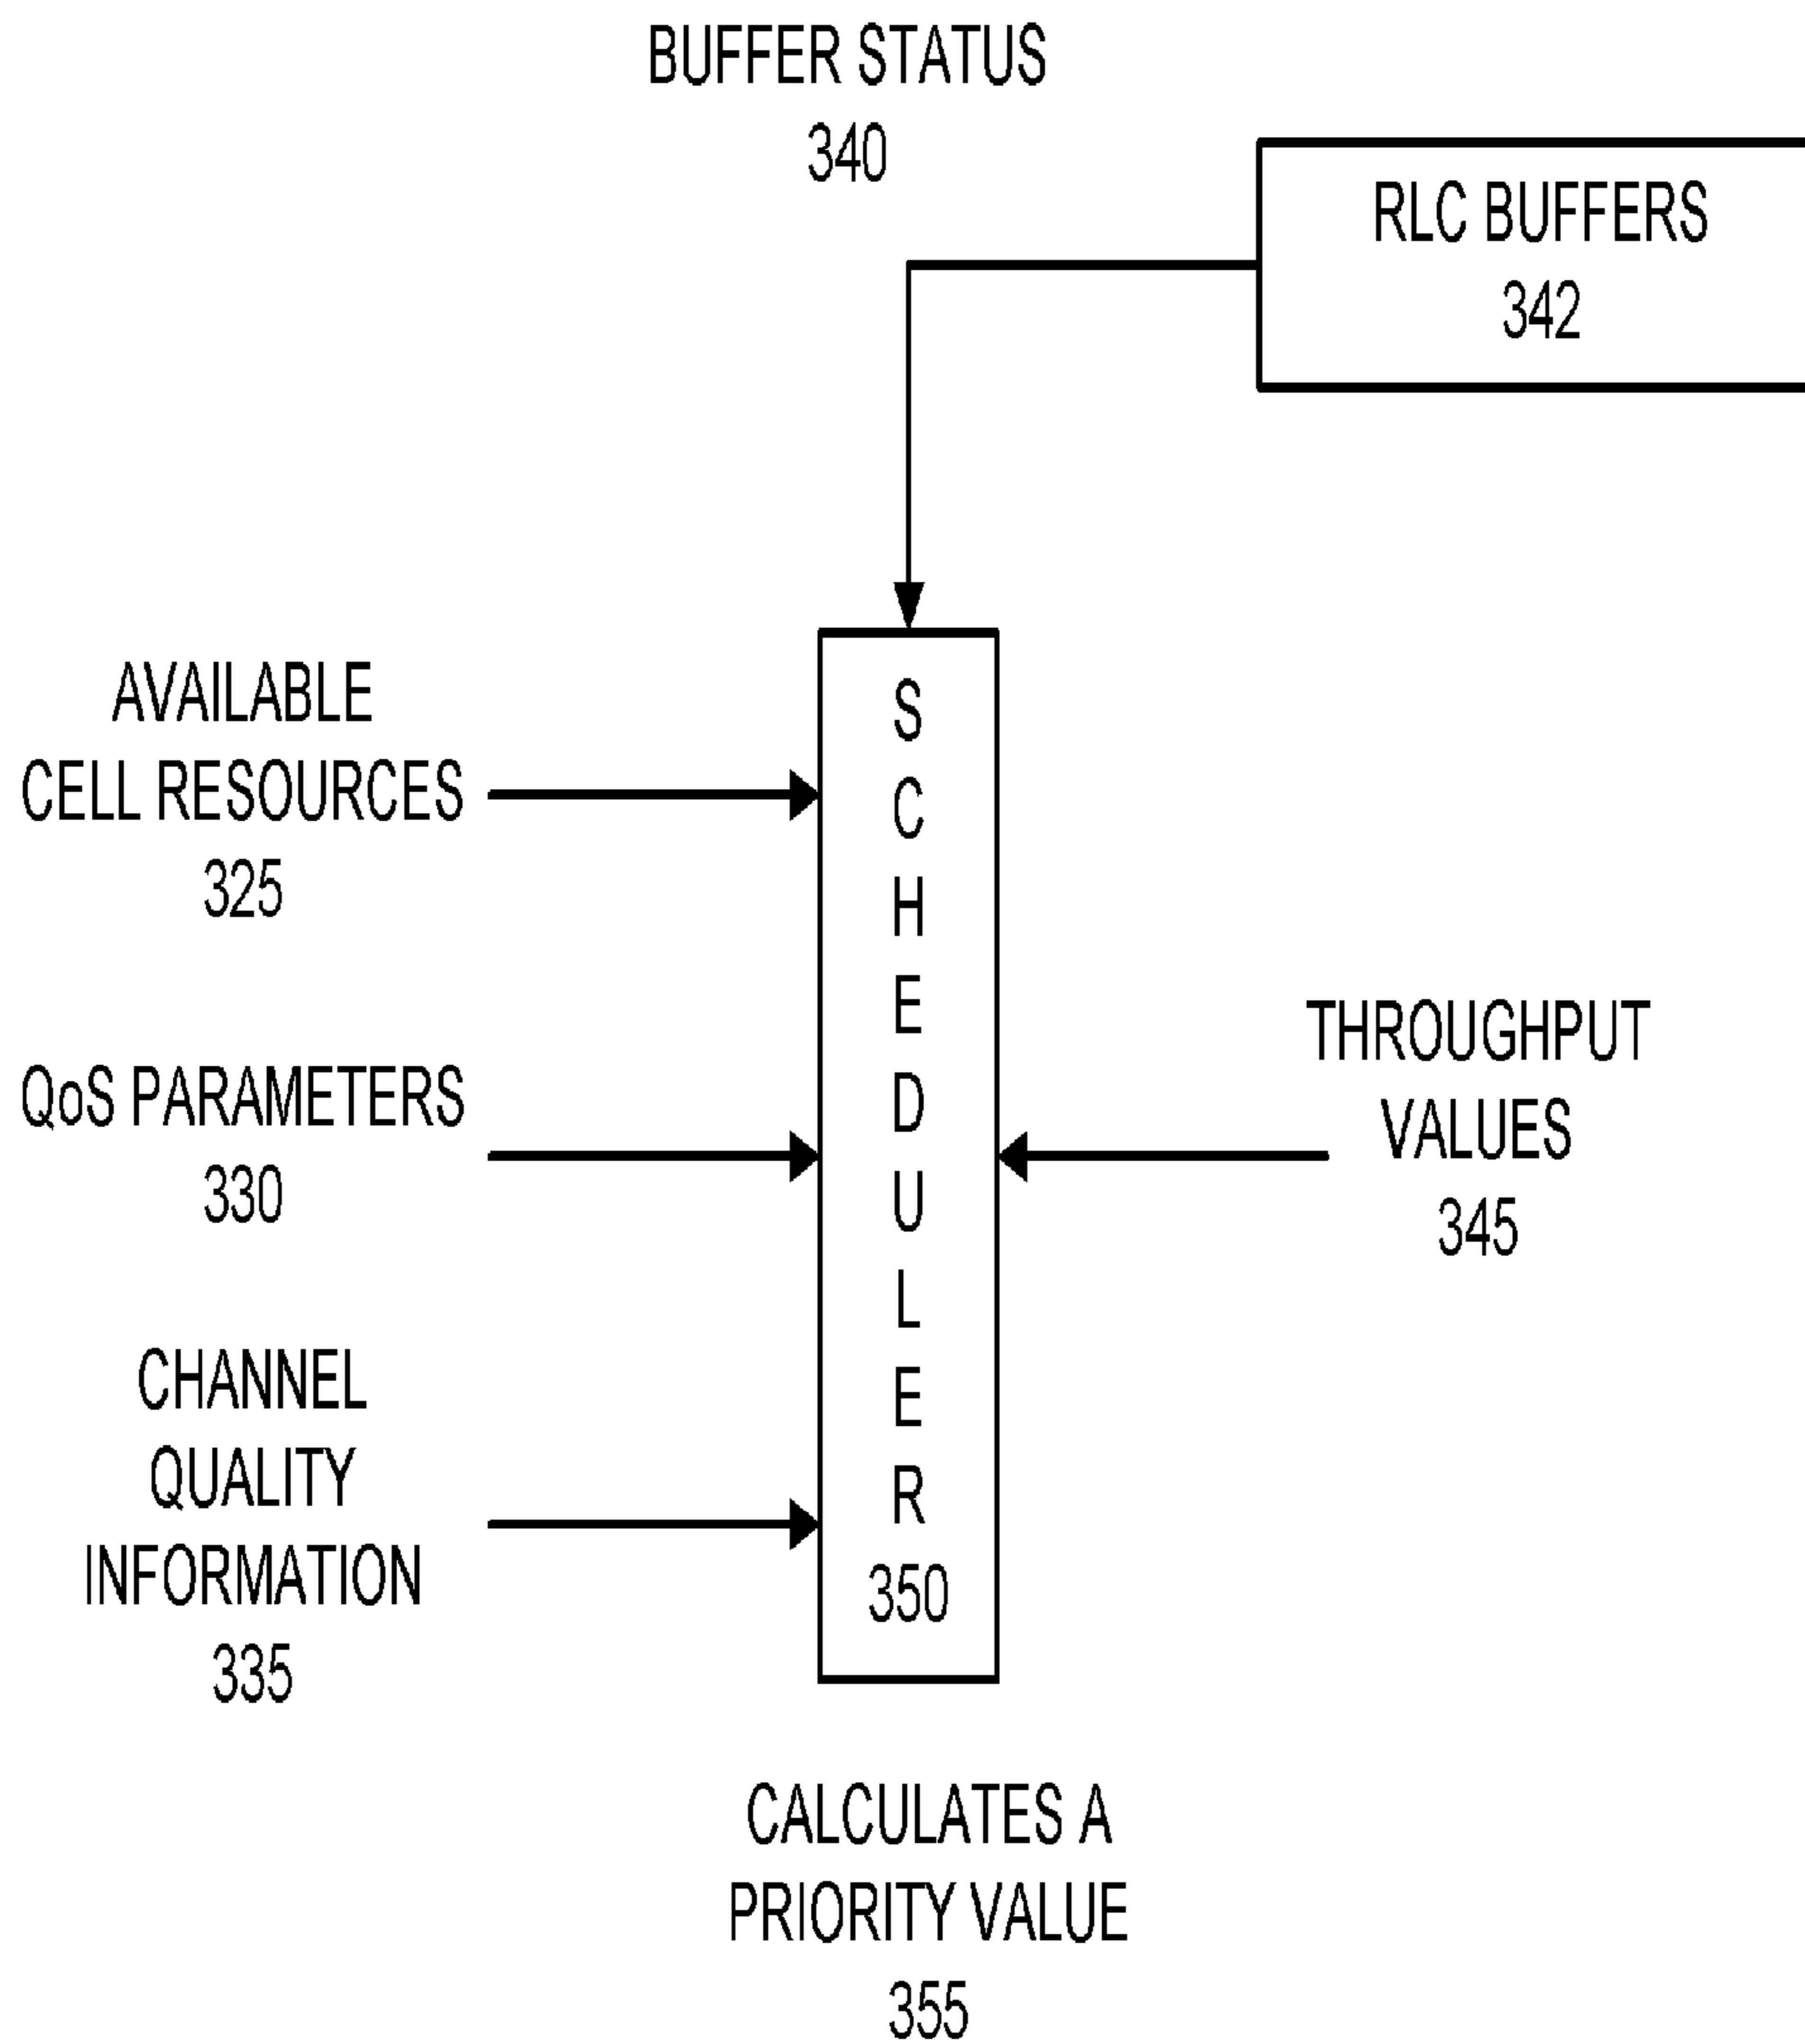 BUFFER STATUS
340
RLC BUFFERS
342
AVAILABLE
CELL RESOURCES
325
QoS PARAMETERS
330
CHANNEL
QUALITY
INFORMATION
335
S
C
H
E
D
U
L
E
R
350
THROUGHPUT
VALUES
345
CALCULATES A
PRIORITY VALUE
355